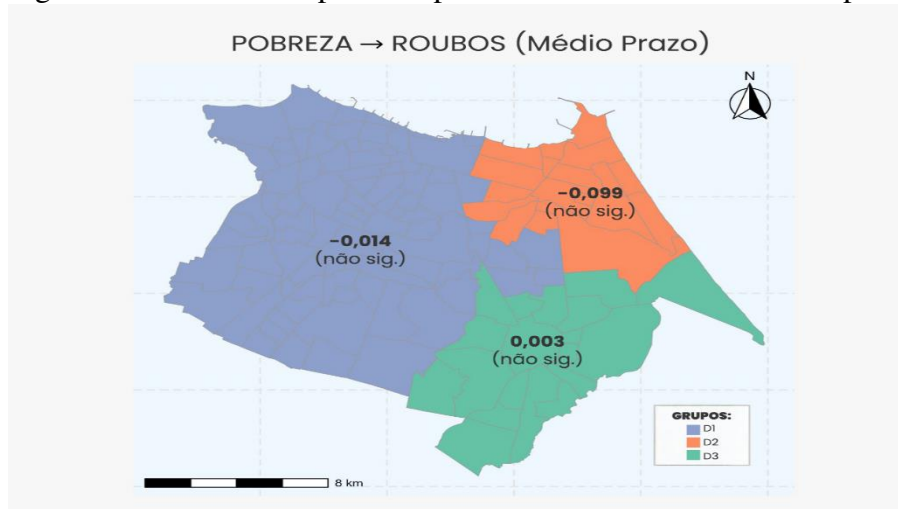 POBREZA → ROUBOS (Médio Prazo)
N
-0,099
(não sig.)
-0,014
(não sig.)
0,003
(não sig.)
GRUPOS:
D1
D2
D3
8 km